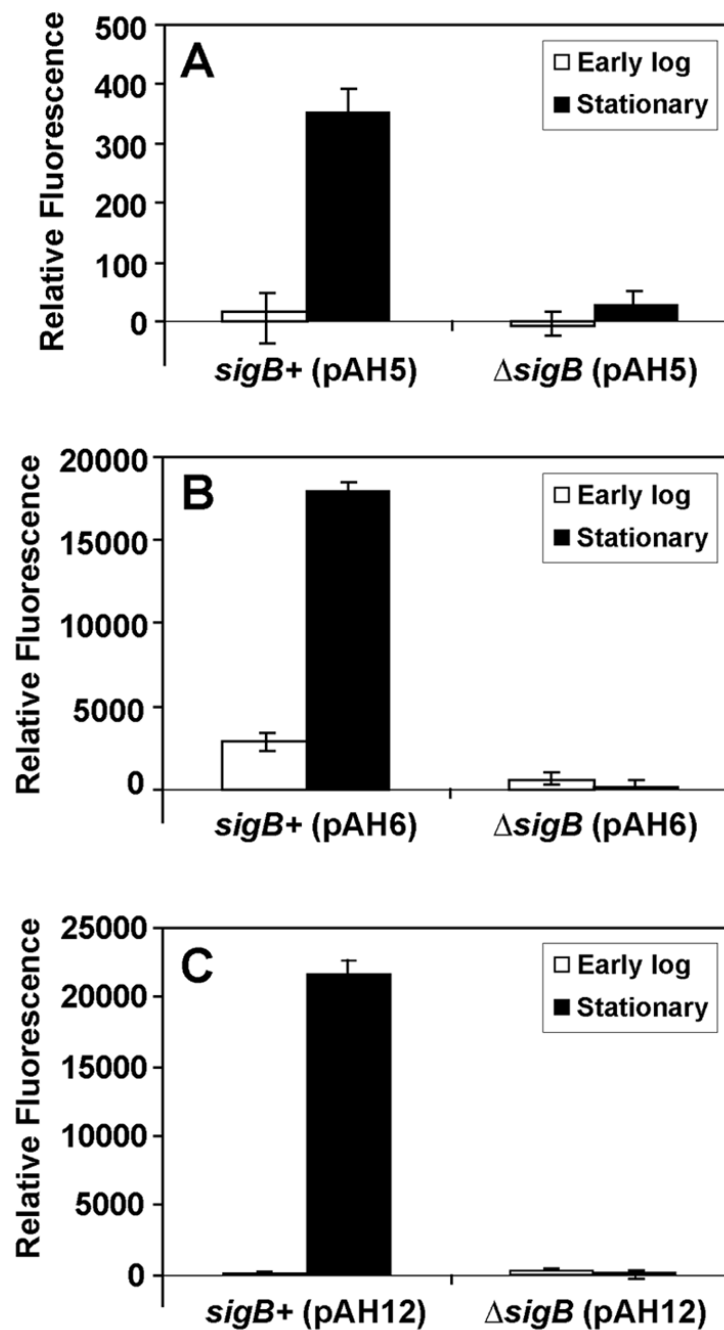 A
Relative Fluorescence
500
400
300
200
100
0
Early log
Stationary
sigB+ (pAH5)
ΔsigB (pAH5)
B
Relative Fluorescence
20000
15000
10000
5000
0
Early log
Stationary
sigB+ (pAH6)
ΔsigB (pAH6)
C
Relative Fluorescence
25000
20000
15000
10000
5000
0
Early log
Stationary
sigB+ (pAH12)
ΔsigB (pAH12)